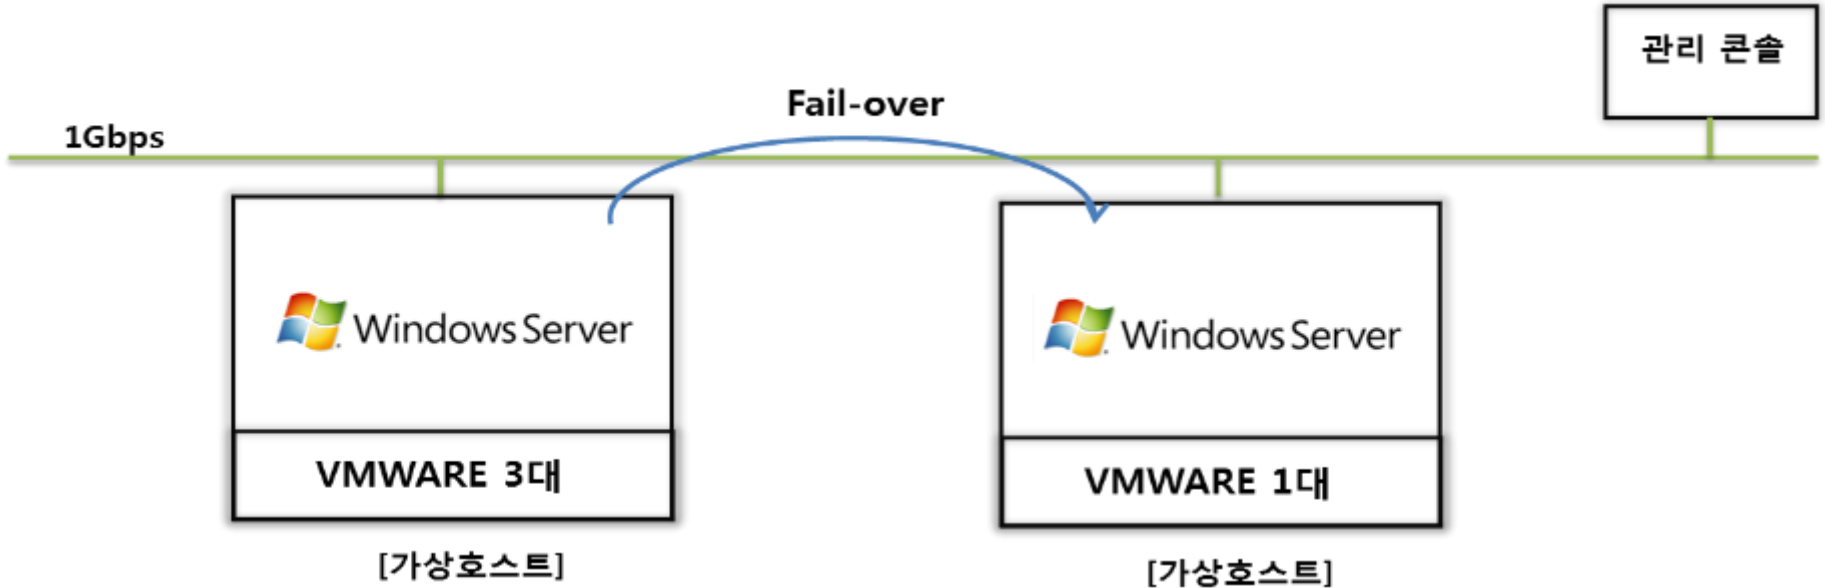 관리 콘솔
Fail-over
1Gbps
Windows Server
Windows Server
VMWARE 3대
VMWARE 1대
[가상호스트]
[가상호스트]